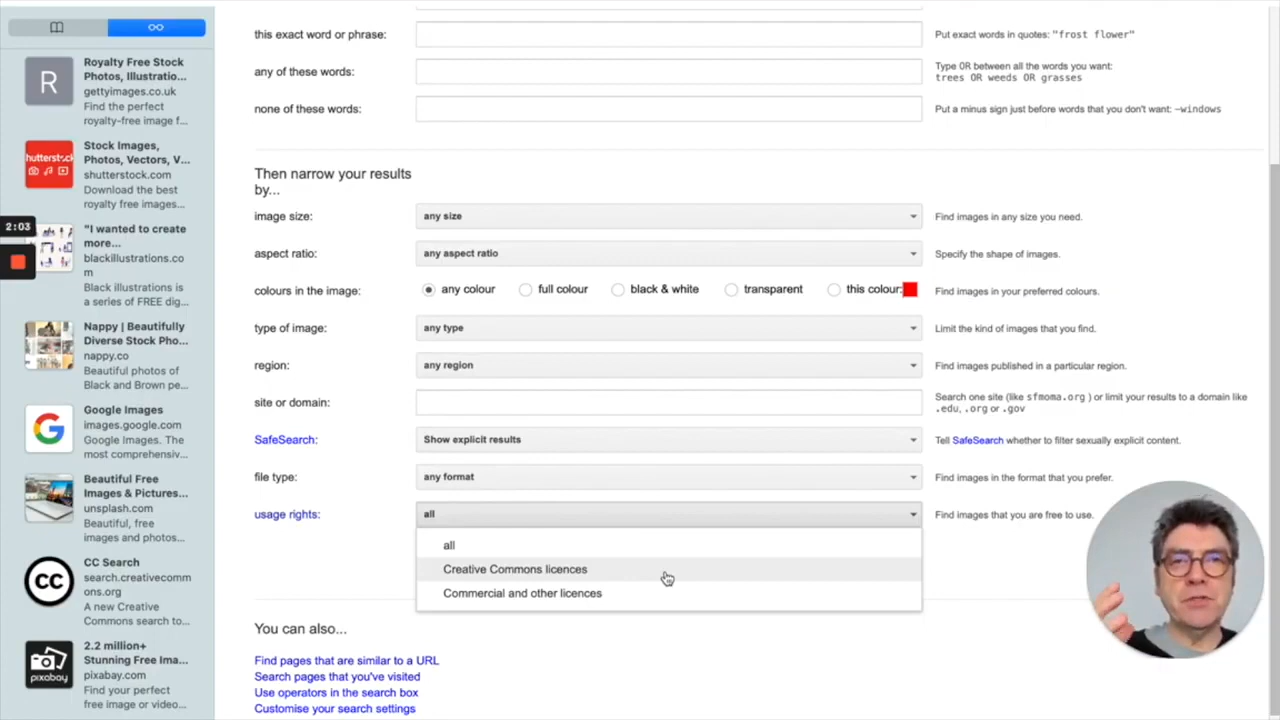 R
Royalty Free Stock
Photos, Illustratio...
gettyimages.co.uk
Find the perfect
royalty-free image f...
hutterstock
Stock Images,
Photos, Vectors, V...
shutterstock.com
Download the best
royalty free images...
2:03
"I wanted to create
more...
blackillustrations.co
m
Black illustrations is
a series of FREE dig...
Nappy | Beautifully
Diverse Stock Pho...
nappy.co
Beautiful photos of
Black and Brown pe...
G
Google Images
images.google.com
Google Images. The
most comprehensiv...
Beautiful Free
Images & Pictures...
unsplash.com
Beautiful, free
images and photos...
CC
CC Search
search.creativecomm
ons.org
A new Creative
Commons search to...
pixabay
2.2 million+
Stunning Free Ima...
pixabay.com
Find your perfect
free image or video...
this exact word or phrase: Put exact words in quotes: "frost flower"
any of these words: Type OR between all the words you want:
trees OR weeds OR grasses
none of these words: Put a minus sign just before words that you don't want: -windows
Then narrow your results
by...
image size: any size Find images in any size you need.
aspect ratio: any aspect ratio Specify the shape of images.
colours in the image: any colour full colour black & white transparent this colour: Find images in your preferred colours.
type of image: any type Limit the kind of images that you find.
region: any region Find images published in a particular region.
site or domain: Search one site (like sfmoma.org ) or limit your results to a domain like
.edu, .org or .gov
SafeSearch: Show explicit results Tell SafeSearch whether to filter sexually explicit content.
file type: any format Find images in the format that you prefer.
usage rights: all Find images that you are free to use.
all
Creative Commons licences
Commercial and other licences
You can also...
Find pages that are similar to a URL
Search pages that you've visited
Use operators in the search box
Customise your search settings